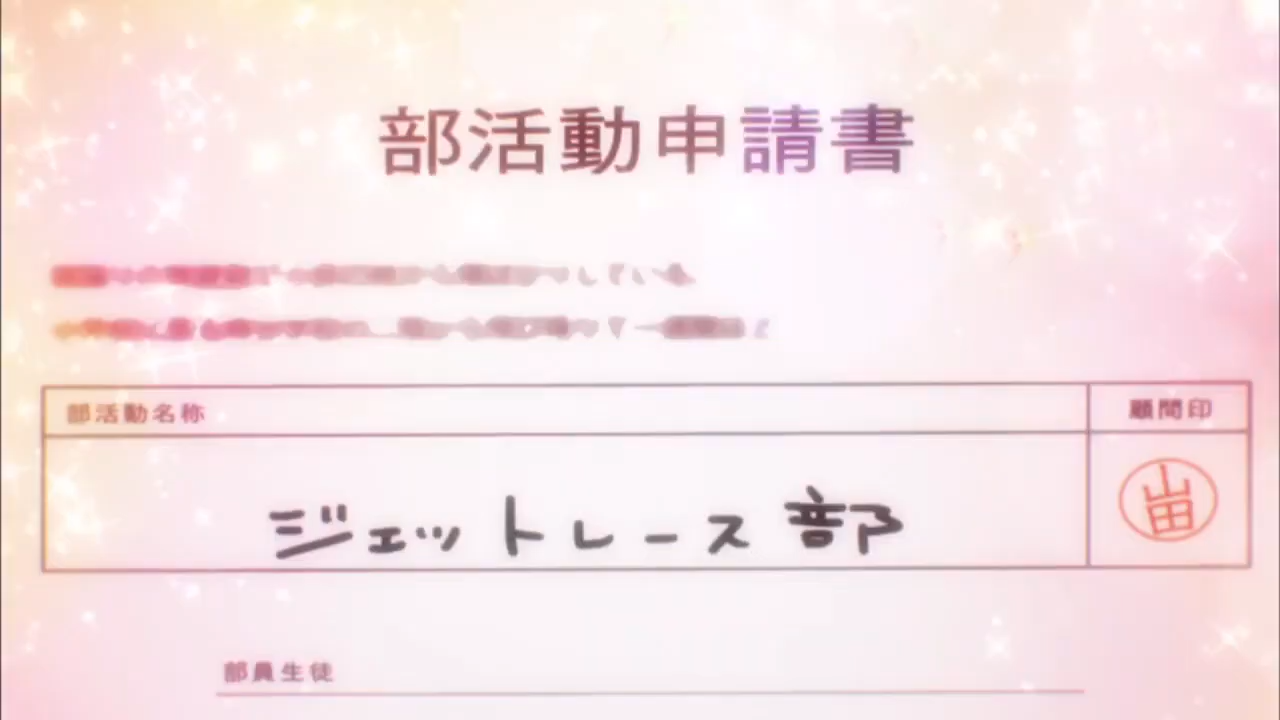 部活動申請書
部活動名称
顧問印
ジェットレース部
山田
部員生徒